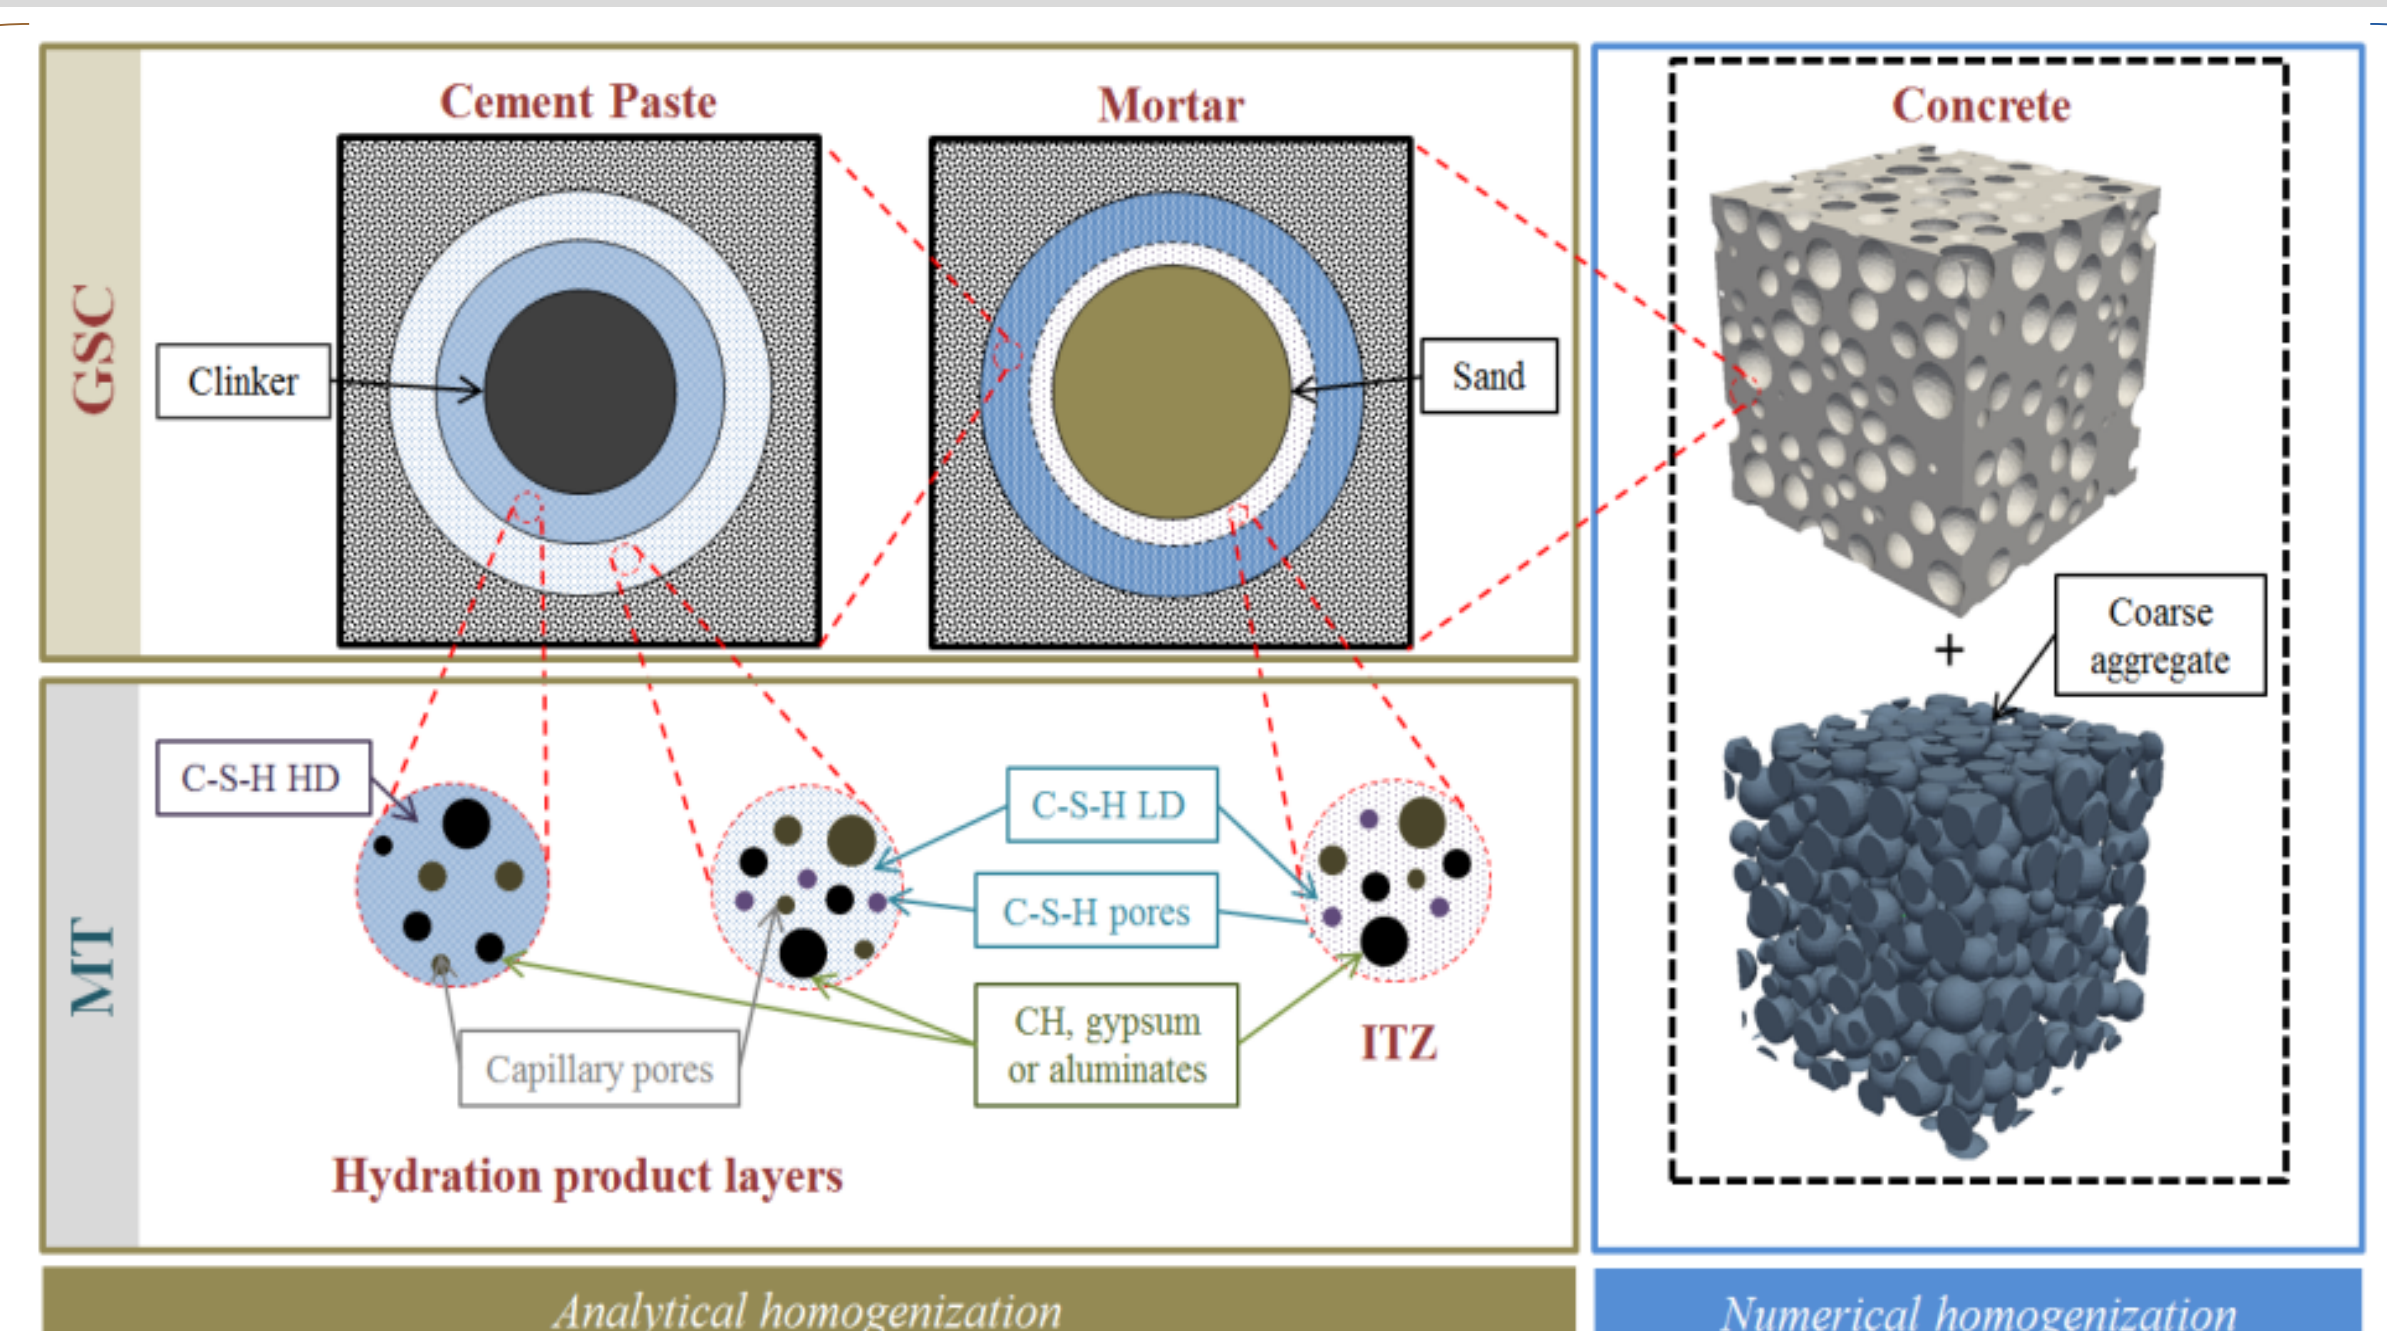 Cement Paste
Mortar
Concrete
GSC
Clinker
Sand
Coarse
aggregate
+
MT
C-S-H HD
C-S-H LD
C-S-H pores
CH, gypsum
or aluminates
ITZ
Capillary pores
Hydration product layers
Analytical homogenization
Numerical homogenization